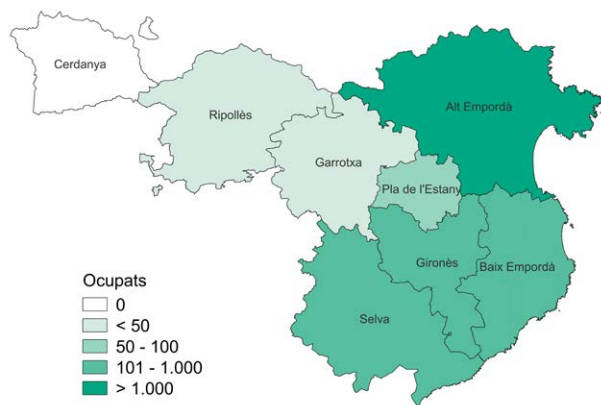 Cerdanya
Ripollès
Alt Empordà
Garrotxa
Pla de l'Estany
Gironès
Baix Empordà
Selva
Ocupats
0
< 50
50 - 100
101 - 1.000
> 1.000